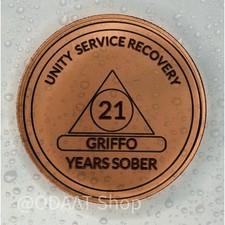 UNITY SERVICE RECOVERY
21
GRIFFO
YEARS SOBER
@ODAAT Shop